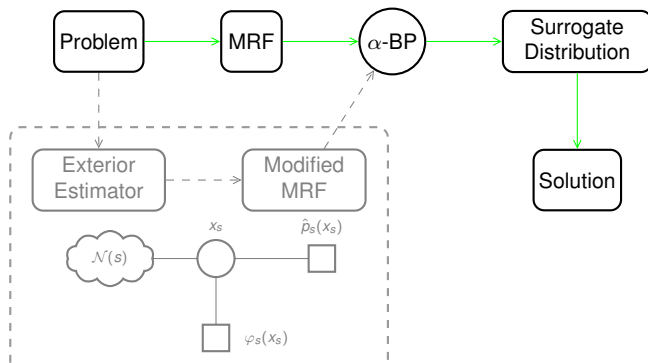 Problem
MRF
α-BP
Surrogate
Distribution
Exterior
Estimator
Modified
MRF
Solution
x_s
p̂_s(x_s)
𝒩(s)
φ_s(x_s)